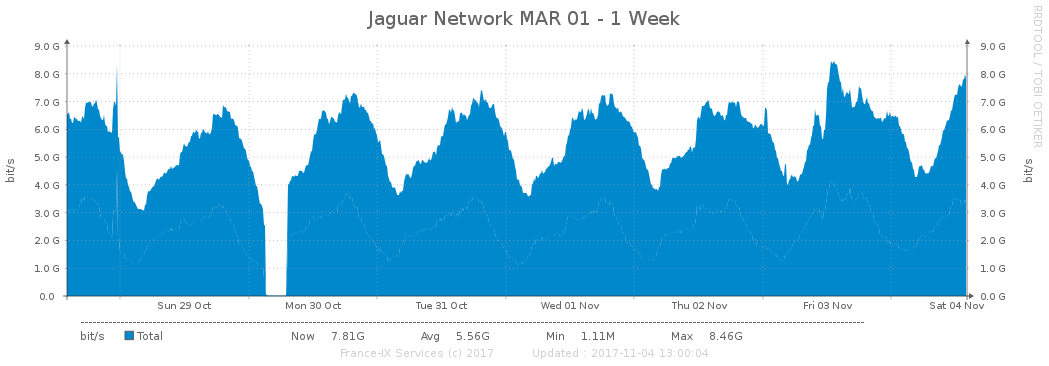 Jaguar Network MAR 01 - 1 Week
RRDTOOL / TOBI OETIKER
bit/s
9.0 G
8.0 G
7.0 G
6.0 G
5.0 G
4.0 G
3.0 G
2.0 G
1.0 G
0.0
9.0 G
8.0 G
7.0 G
6.0 G
5.0 G
4.0 G
3.0 G
2.0 G
1.0 G
0.0 G
bit/s
Sun 29 Oct Mon 30 Oct Tue 31 Oct Wed 01 Nov Thu 02 Nov Fri 03 Nov Sat 04 Nov
bit/s Total Now 7.81G Avg 5.56G Min 1.11M Max 8.46G
France-IX Services (c) 2017 Updated : 2017-11-04 13:00:04